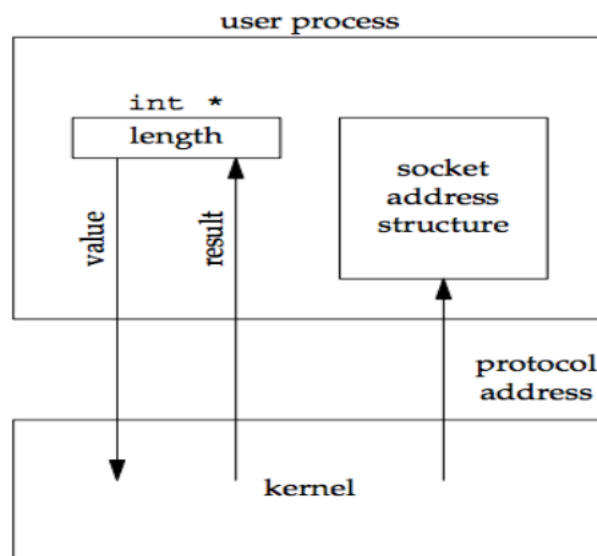 user process
int *
length
socket
address
structure
value
result
protocol
address
kernel